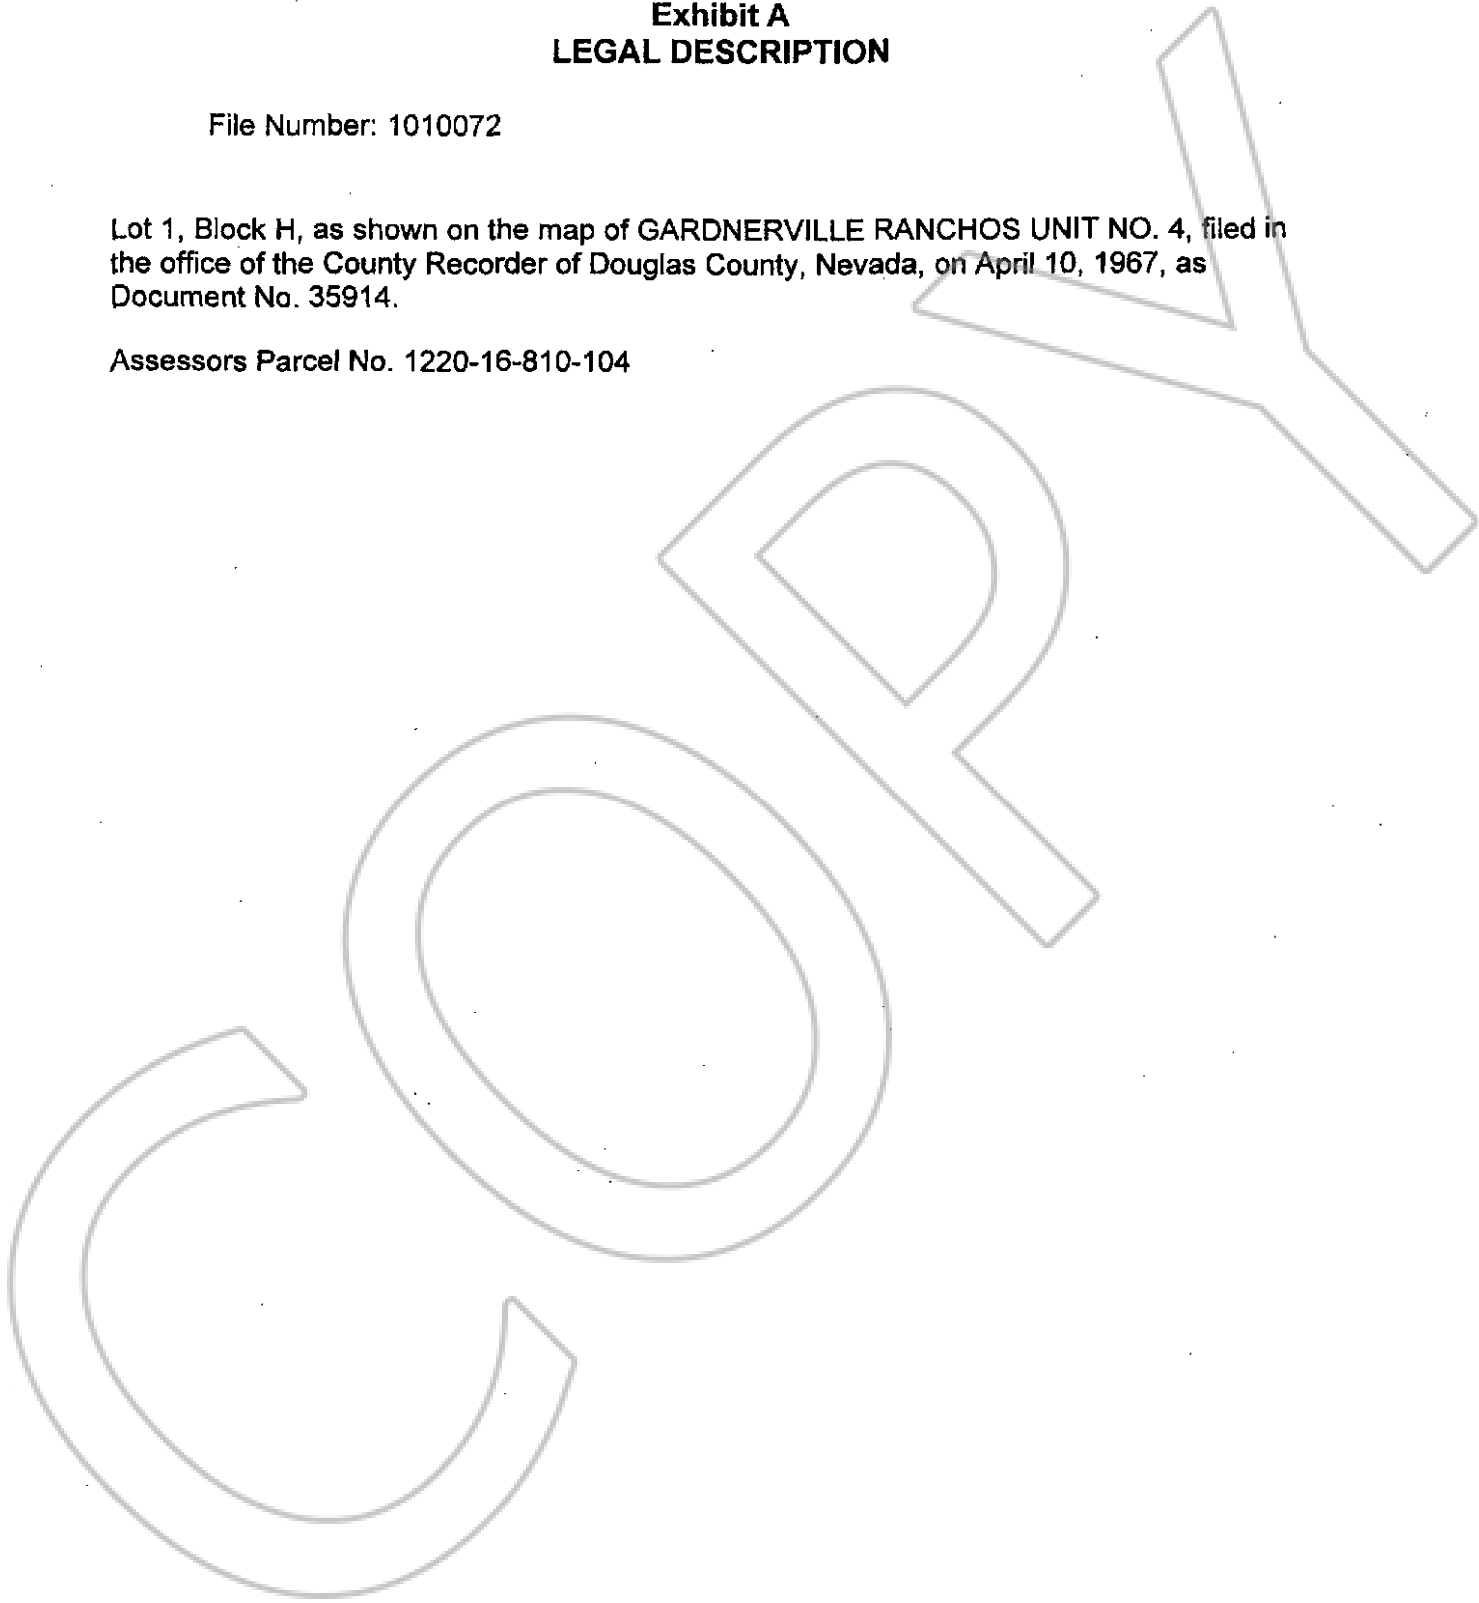 Exhibit A
LEGAL DESCRIPTION
File Number: 1010072
Lot 1, Block H, as shown on the map of GARDNERVILLE RANCHOS UNIT NO. 4, filed in
the office of the County Recorder of Douglas County, Nevada, on April 10, 1967, as
Document No. 35914.
Assessors Parcel No. 1220-16-810-104
COPY